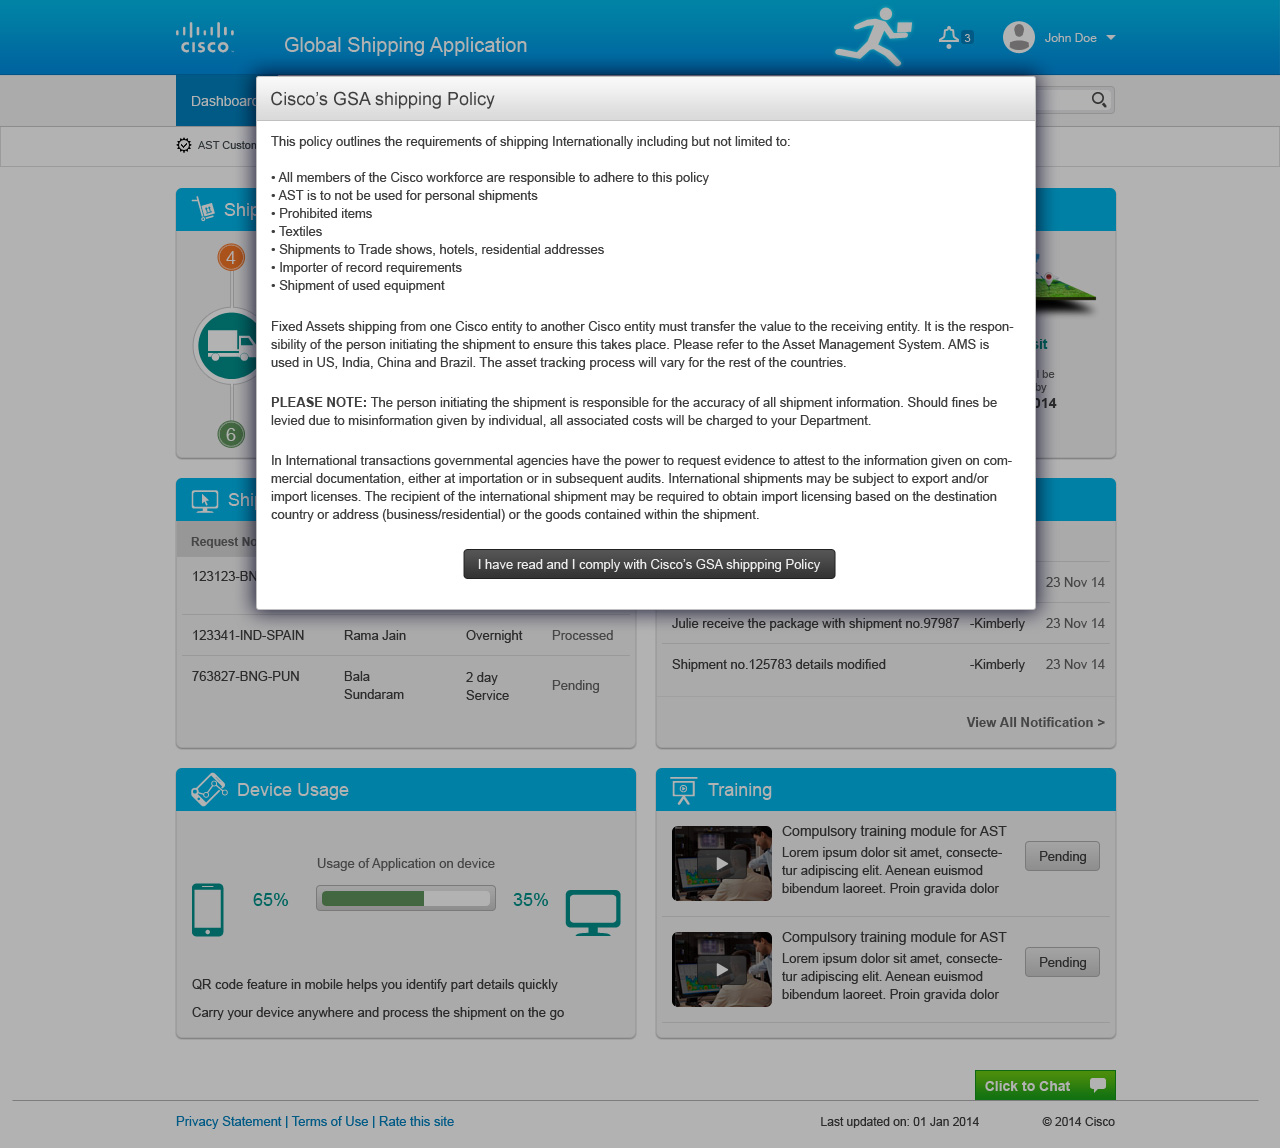 CISCO
Global Shipping Application
3
John Doe
Dashboard
Cisco's GSA shipping Policy
AST Custom
This policy outlines the requirements of shipping Internationally including but not limited to:
• All members of the Cisco workforce are responsible to adhere to this policy
• AST is to not be used for personal shipments
• Prohibited items
• Textiles
• Shipments to Trade shows, hotels, residential addresses
• Importer of record requirements
• Shipment of used equipment
Fixed Assets shipping from one Cisco entity to another Cisco entity must transfer the value to the receiving entity. It is the respon-
sibility of the person initiating the shipment to ensure this takes place. Please refer to the Asset Management System. AMS is
used in US, India, China and Brazil. The asset tracking process will vary for the rest of the countries.
PLEASE NOTE: The person initiating the shipment is responsible for the accuracy of all shipment information. Should fines be
levied due to misinformation given by individual, all associated costs will be charged to your Department.
In International transactions governmental agencies have the power to request evidence to attest to the information given on com-
mercial documentation, either at importation or in subsequent audits. International shipments may be subject to export and/or
import licenses. The recipient of the international shipment may be required to obtain import licensing based on the destination
country or address (business/residential) or the goods contained within the shipment.
I have read and I comply with Cisco's GSA shippping Policy
Ship
4
6
sit
l be
by
014
Shi
Request No
123123-BN
123341-IND-SPAIN Rama Jain Overnight Processed
763827-BNG-PUN Bala Sundaram 2 day Service Pending
23 Nov 14
Julie receive the package with shipment no.97987 -Kimberly 23 Nov 14
Shipment no.125783 details modified -Kimberly 23 Nov 14
View All Notification >
Device Usage
Usage of Application on device
65% 35%
QR code feature in mobile helps you identify part details quickly
Carry your device anywhere and process the shipment on the go
Training
Compulsory training module for AST
Lorem ipsum dolor sit amet, consecte-
tur adipiscing elit. Aenean euismod
bibendum laoreet. Proin gravida dolor
Pending
Compulsory training module for AST
Lorem ipsum dolor sit amet, consecte-
tur adipiscing elit. Aenean euismod
bibendum laoreet. Proin gravida dolor
Pending
Click to Chat
Privacy Statement | Terms of Use | Rate this site
Last updated on: 01 Jan 2014
© 2014 Cisco